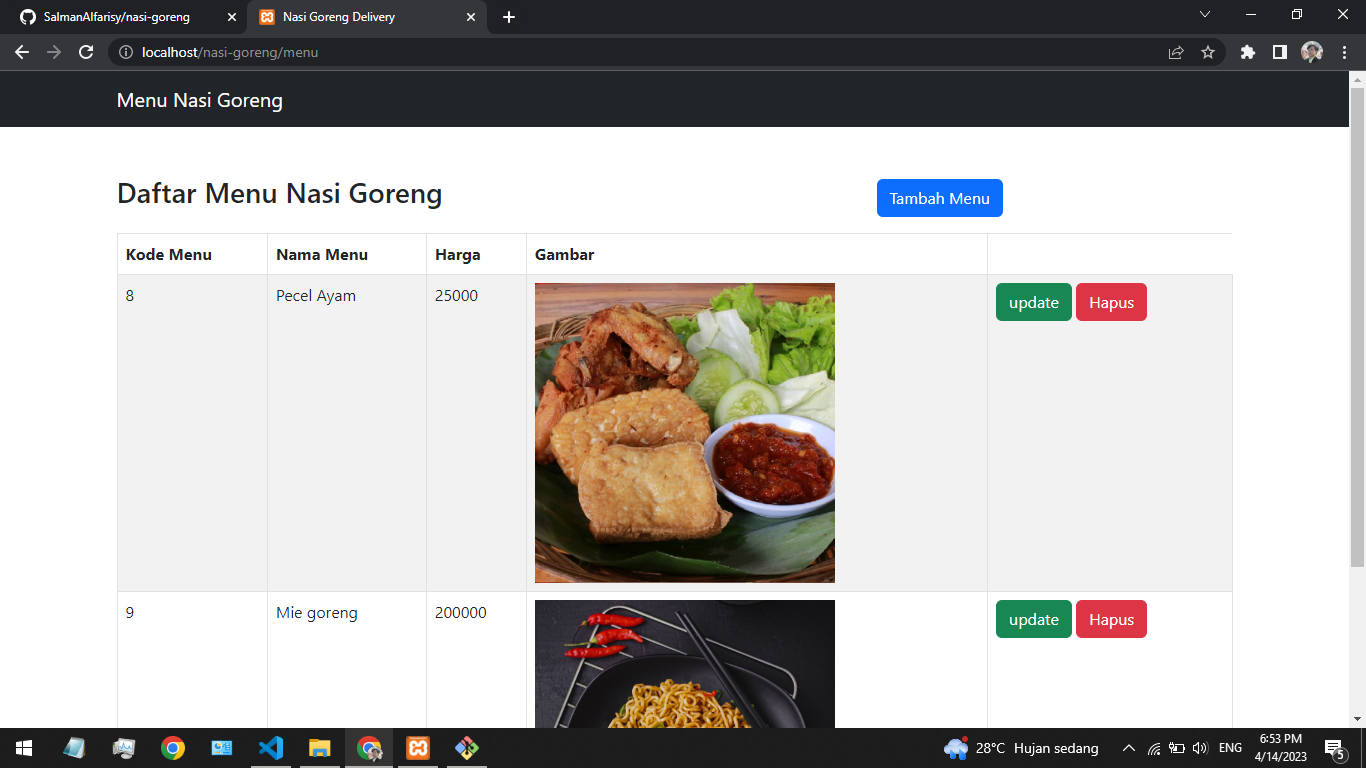 SalmanAlfarisy/nasi-goreng
Nasi Goreng Delivery
localhost/nasi-goreng/menu
Menu Nasi Goreng
Daftar Menu Nasi Goreng
Tambah Menu
Kode Menu Nama Menu Harga Gambar
8 Pecel Ayam 25000 update Hapus
9 Mie goreng 200000 update Hapus
28°C Hujan sedang ENG 6:53 PM
4/14/2023
5